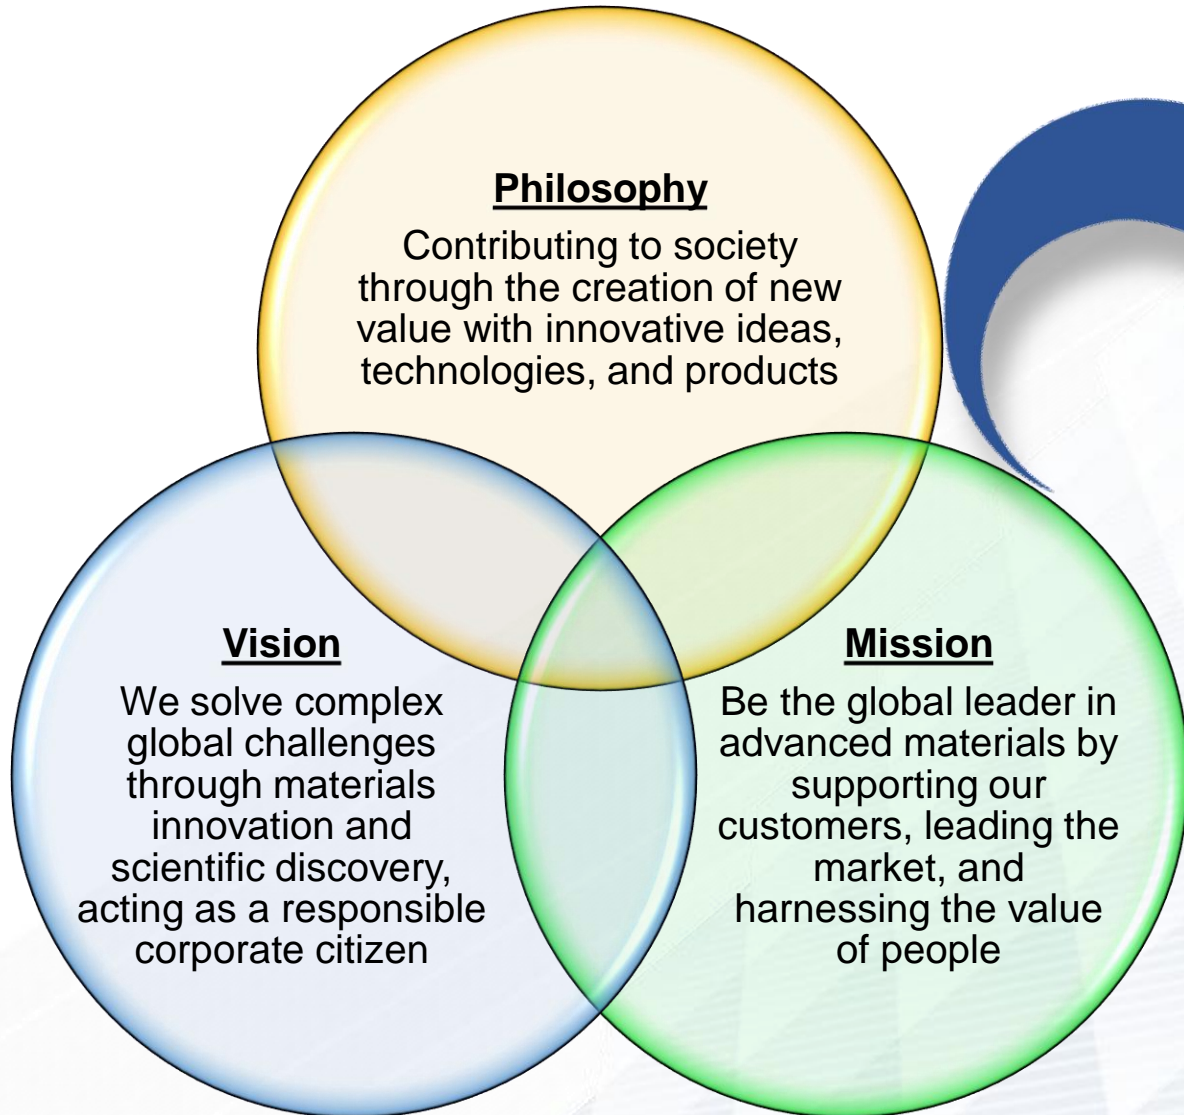 Philosophy
Contributing to society
through the creation of new
value with innovative ideas,
technologies, and products
Vision
We solve complex
global challenges
through materials
innovation and
scientific discovery,
acting as a responsible
corporate citizen
Mission
Be the global leader in
advanced materials by
supporting our
customers, leading the
market, and
harnessing the value
of people